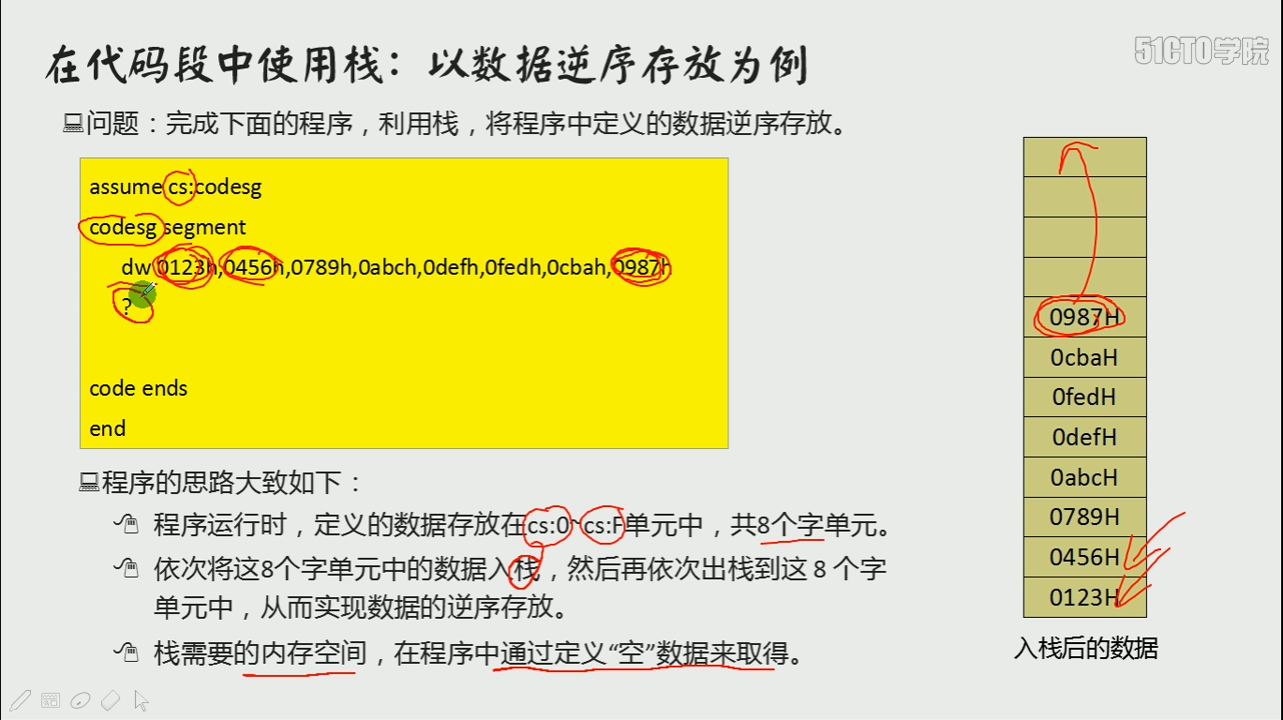 在代码段中使用栈：以数据逆序存放为例
51CTO学院
问题：完成下面的程序，利用栈，将程序中定义的数据逆序存放。
assume cs:codesg
codesg segment
dw 0123h,0456h,0789h,0abch,0defh,0fedh,0cbah,0987h
?
code ends
end
程序的思路大致如下：
程序运行时，定义的数据存放在cs:0~cs:F单元中，共8个字单元。
依次将这8个字单元中的数据入栈，然后再依次出栈到这 8 个字
单元中，从而实现数据的逆序存放。
栈需要的内存空间，在程序中通过定义“空”数据来取得。
0987H
0cbaH
0fedH
0defH
0abcH
0789H
0456H
0123H
入栈后的数据